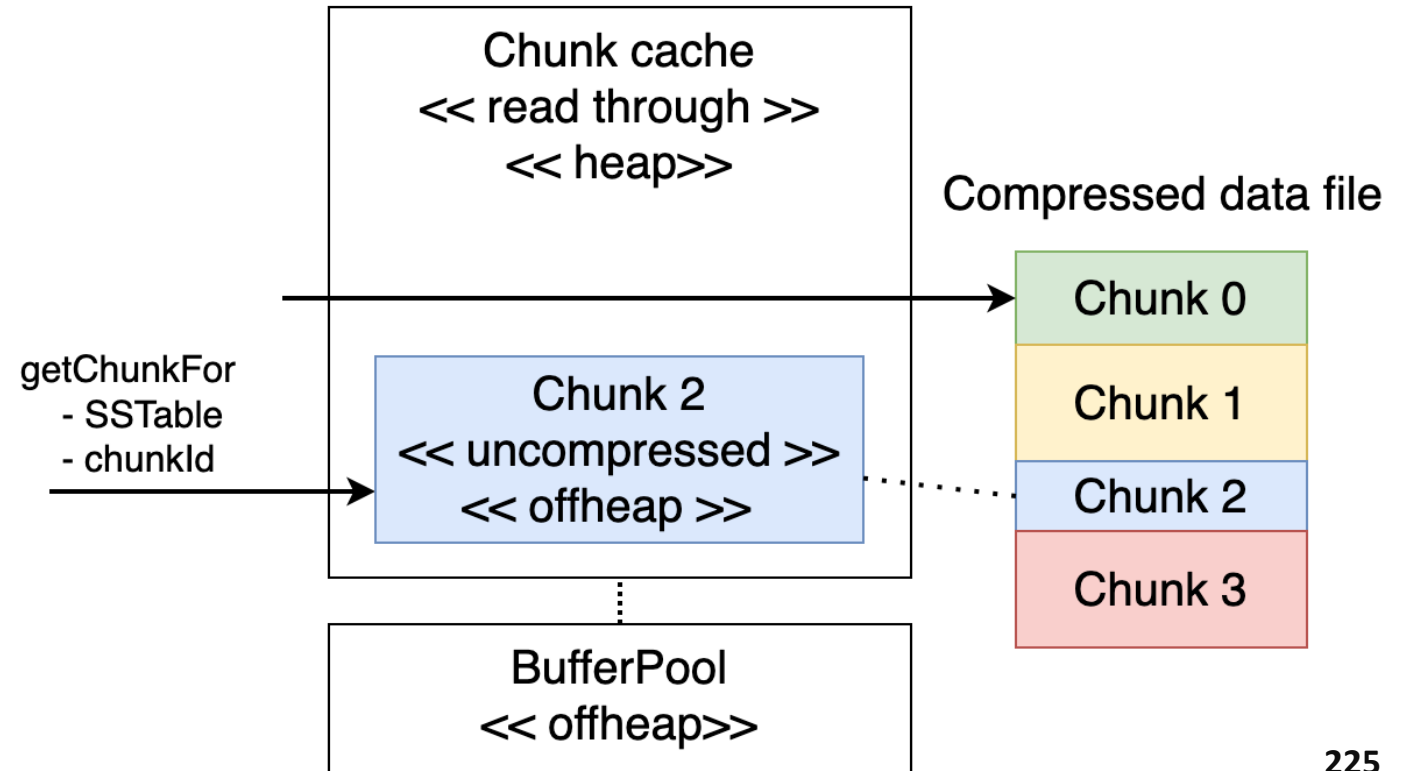 Chunk cache
<< read through >>
<< heap>>
Compressed data file
Chunk 0
Chunk 1
Chunk 2
Chunk 3
getChunkFor
- SSTable
- chunkId
Chunk 2
<< uncompressed >>
<< offheap >>
BufferPool
<< offheap>>
225